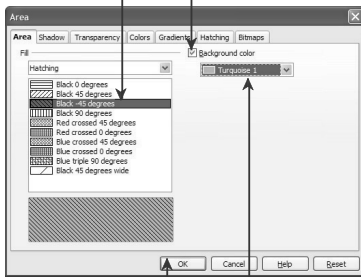 Area
Area Shadow Transparency Colors Gradients Hatching Bitmaps
Fill
Background color
Hatching
Turquoise 1
Black 0 degrees
Black 45 degrees
Black -45 degrees
Black 90 degrees
Red crossed 45 degrees
Red crossed 0 degrees
Blue crossed 45 degrees
Blue crossed 0 degrees
Blue triple 90 degrees
Black 45 degrees wide
OK Cancel Help Reset